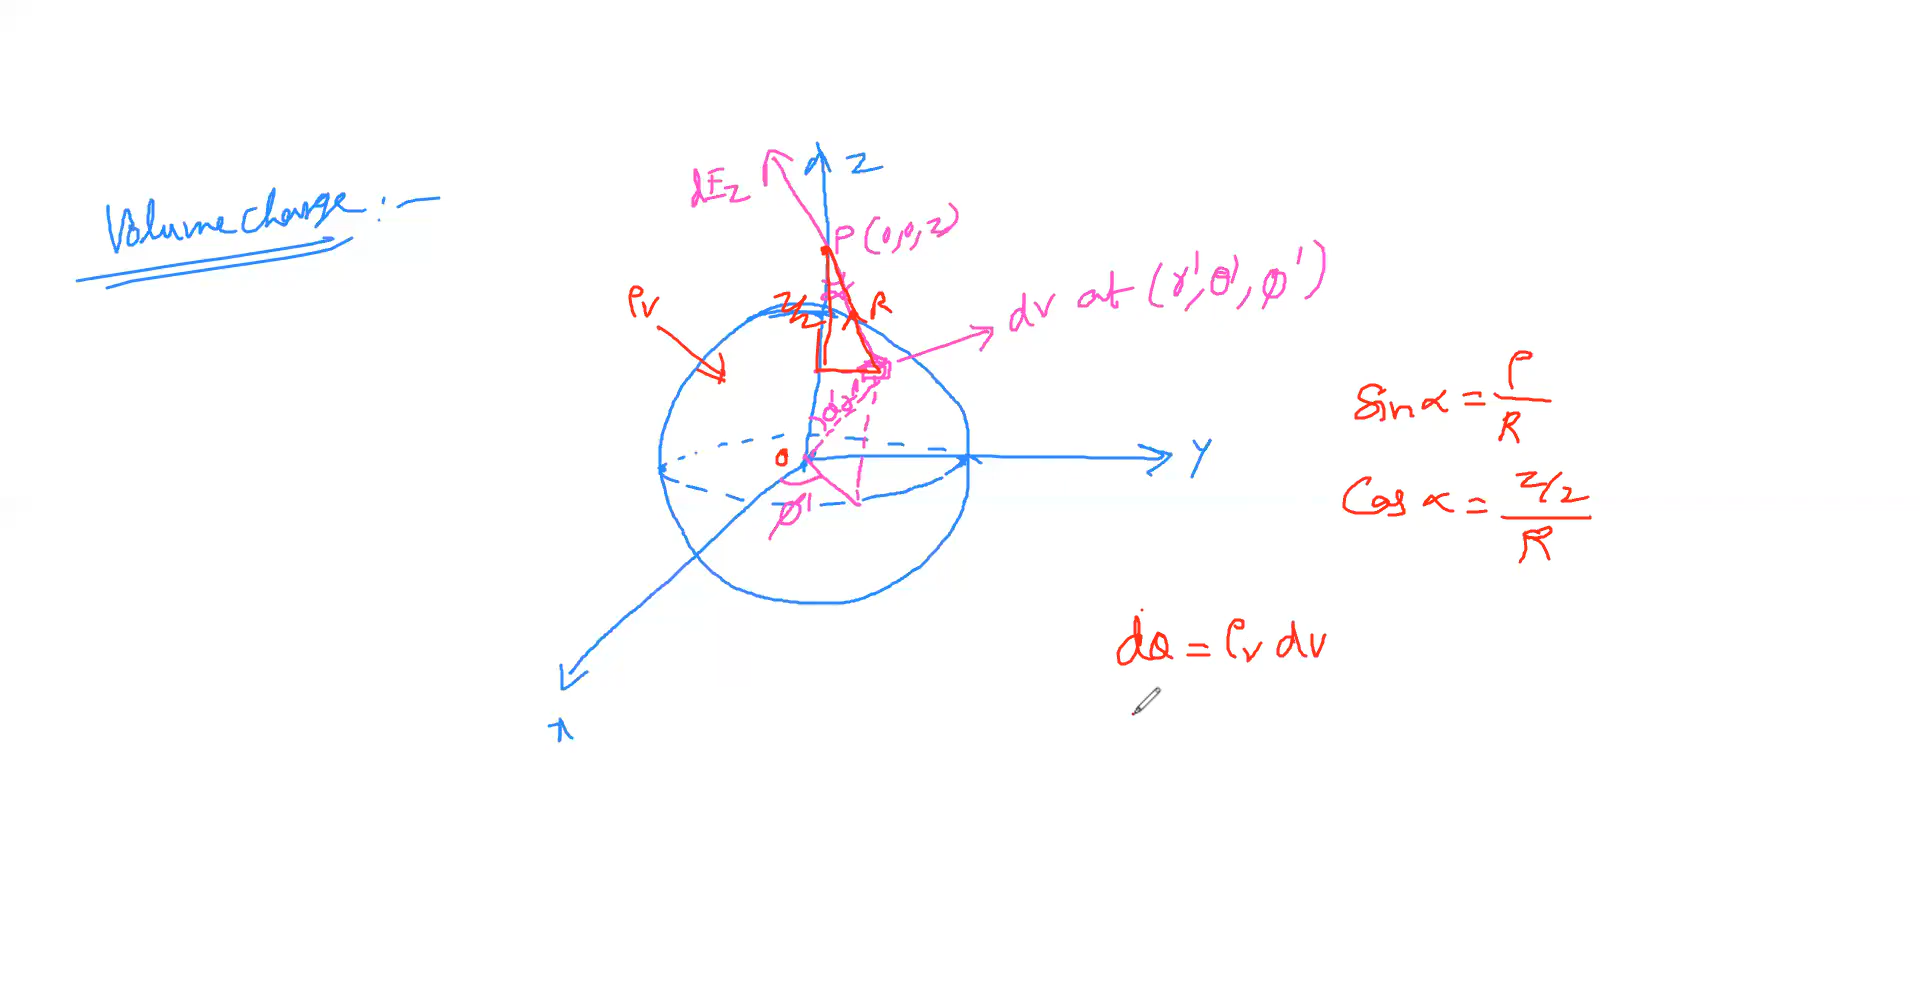 Volume charge :-
dEz
Z
P (0,0,z)
ρv
z/2
α
R
dv at (r', θ', φ')
θ'
r'
O
Y
φ'
x
Sin α = ρ/R
Cos α = (z/2)/R
dQ = ρv dv